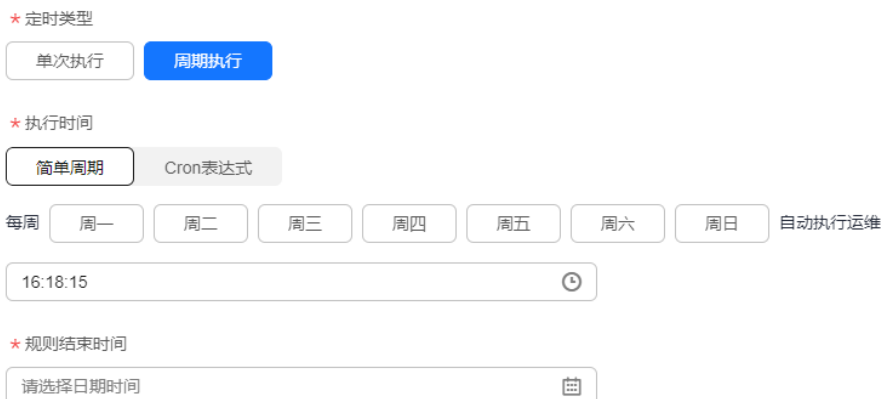 * 定时类型
单次执行 周期执行
* 执行时间
简单周期 Cron表达式
每周 周一 周二 周三 周四 周五 周六 周日 自动执行运维
16:18:15
* 规则结束时间
请选择日期时间